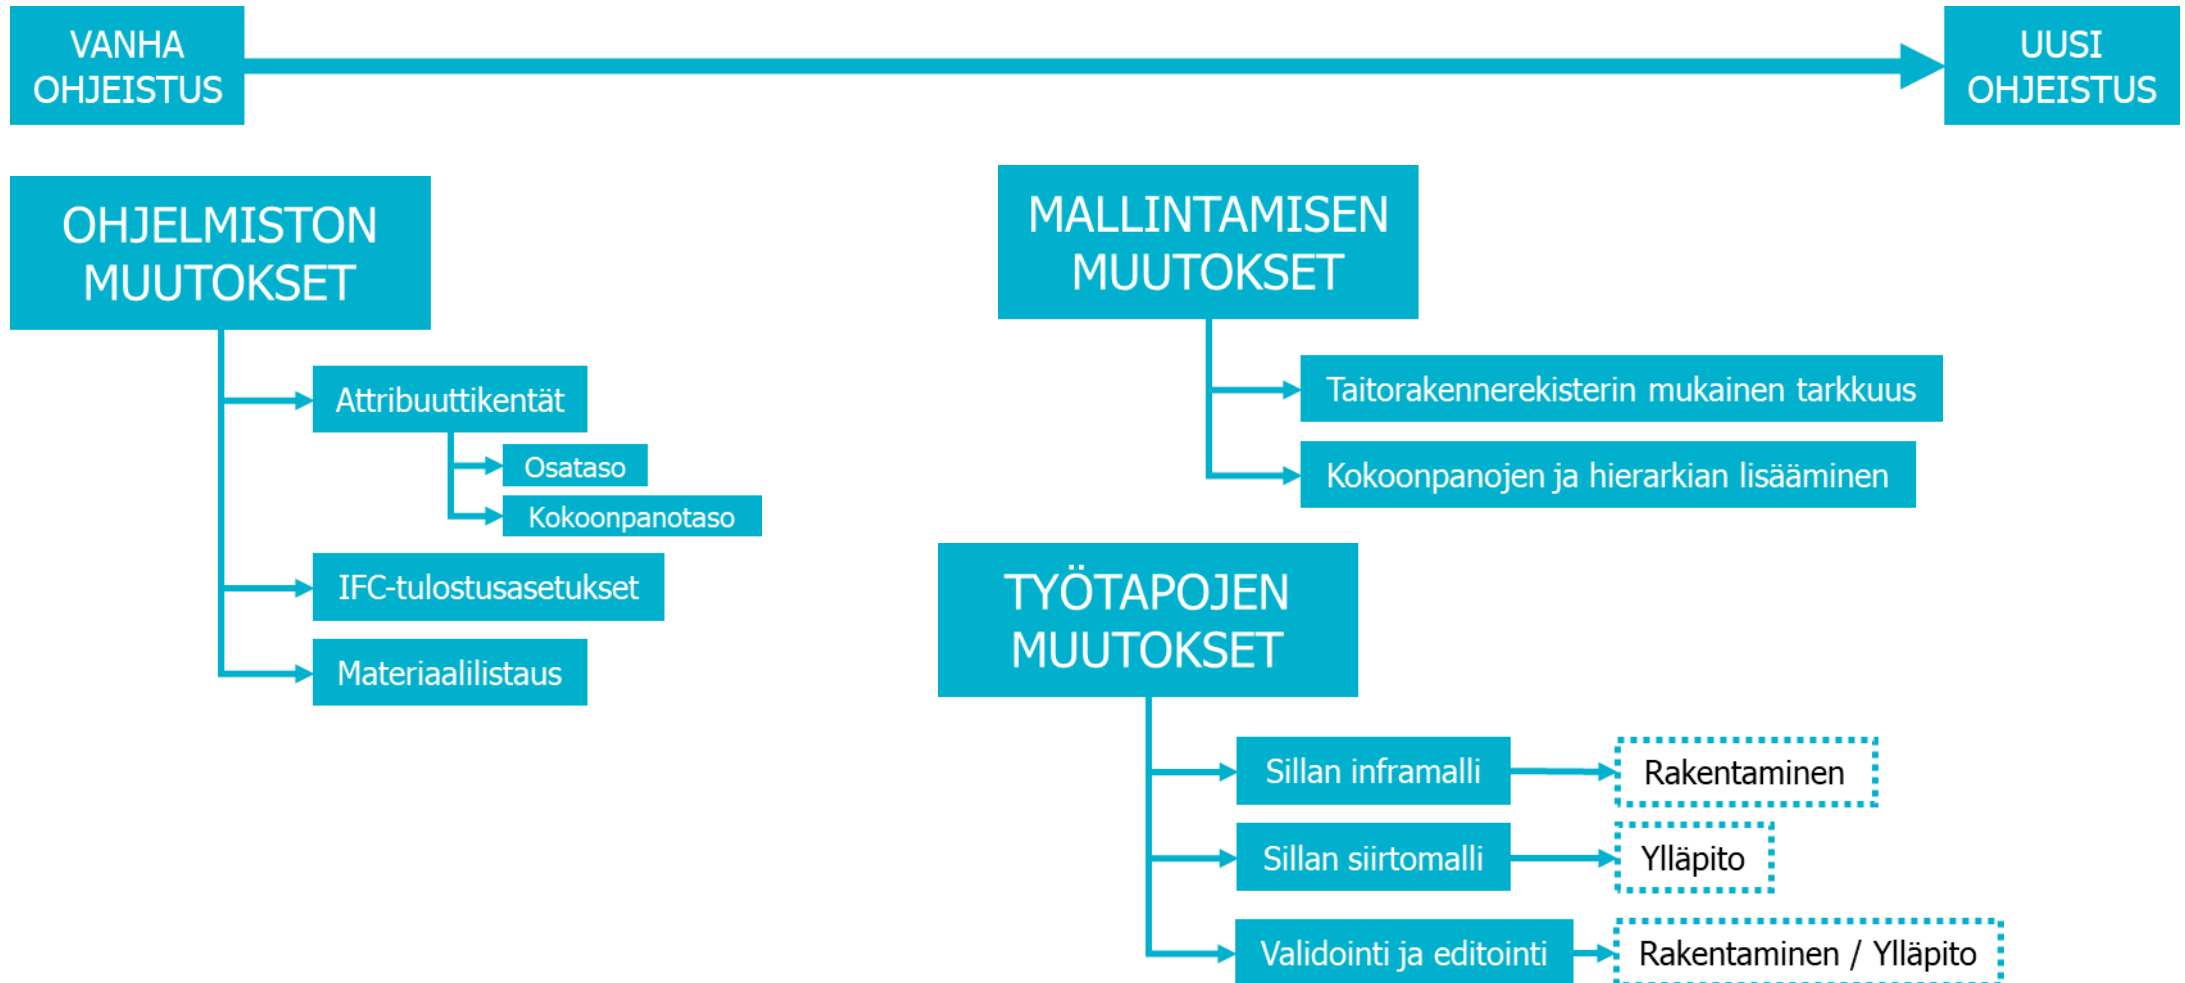 VANHA
OHJEISTUS
UUSI
OHJEISTUS
OHJELMISTON
MUUTOKSET
Attribuuttikentät
Osataso
Kokoonpanotaso
IFC-tulostusasetukset
Materiaalilistaus
MALLINTAMISEN
MUUTOKSET
Taitorakennerekisterin mukainen tarkkuus
Kokoonpanojen ja hierarkian lisääminen
TYÖTAPOJEN
MUUTOKSET
Sillan inframalli
Rakentaminen
Sillan siirtomalli
Ylläpito
Validointi ja editointi
Rakentaminen / Ylläpito